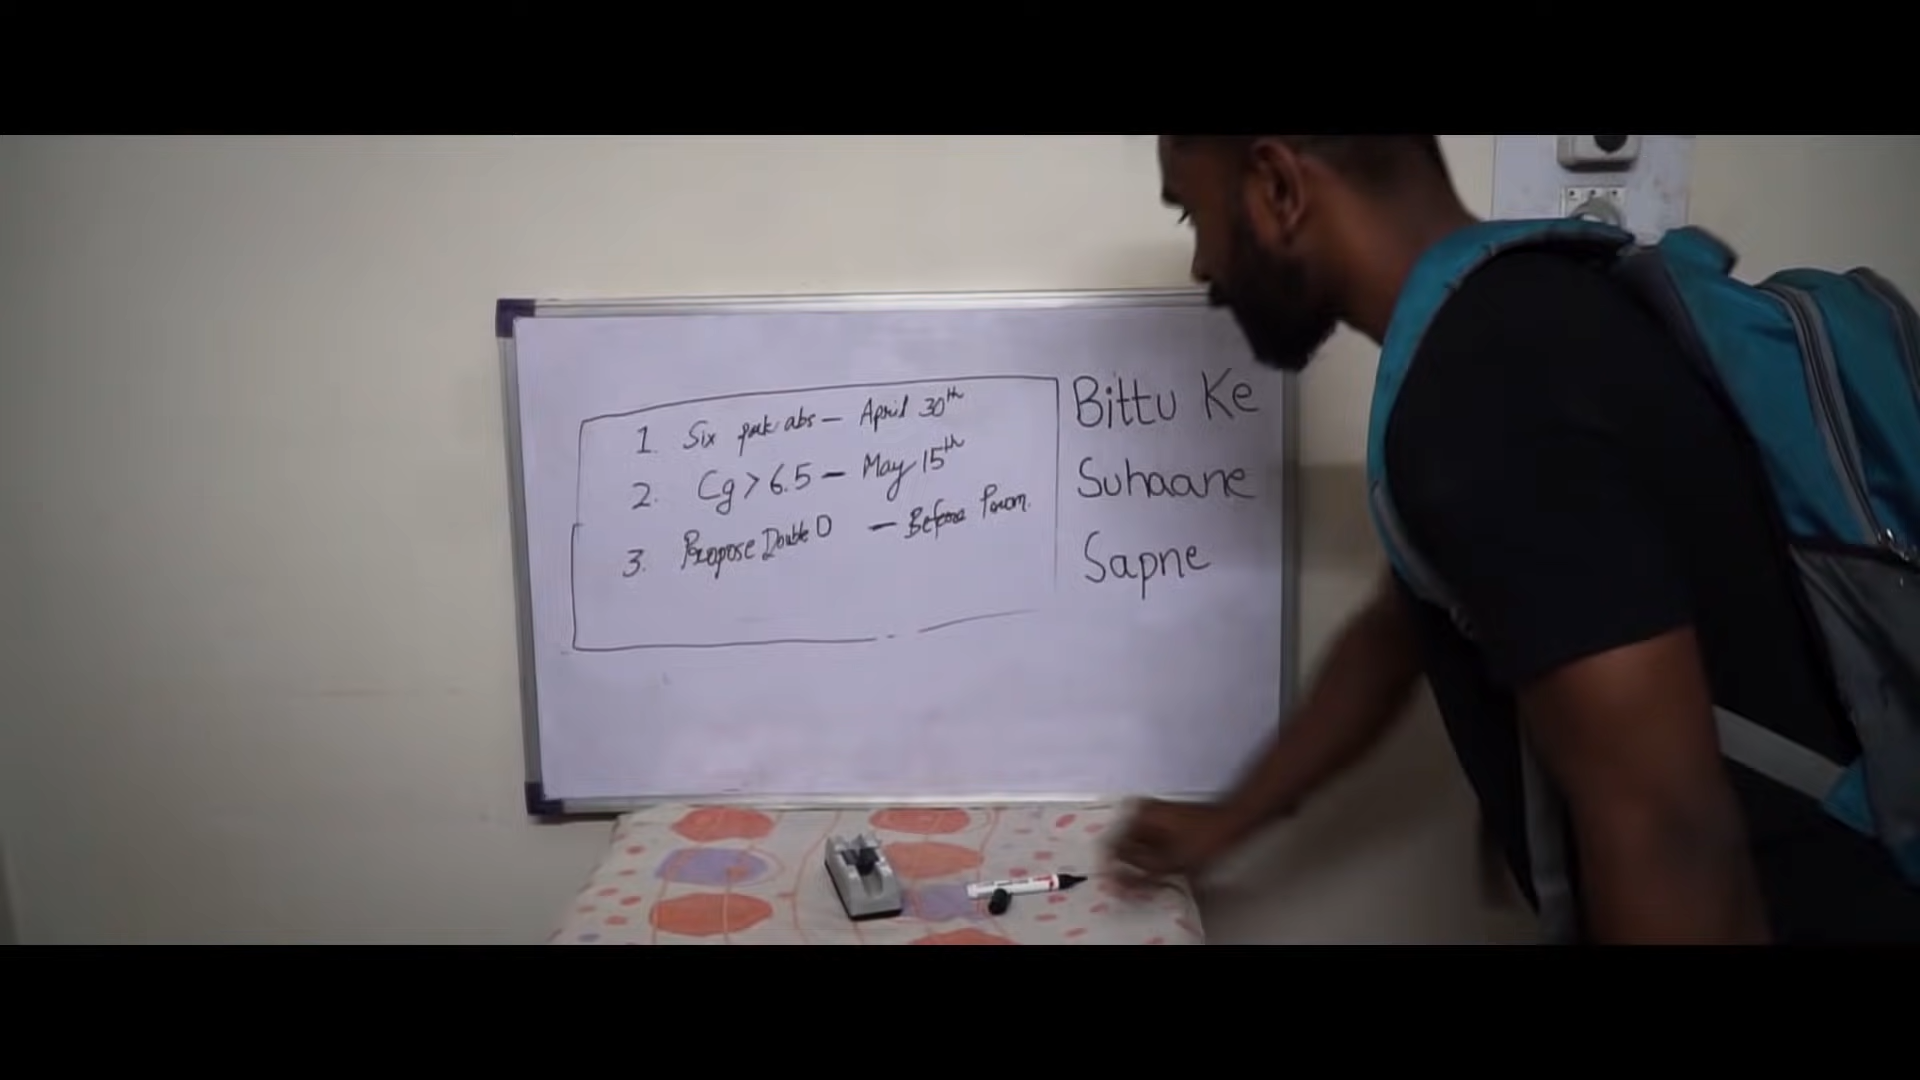 1. Six pack abs — April 30th
2. Cg > 6.5 — May 15th
3. Propose Double D — Before Prom.
Bittu Ke
Suhaane
Sapne